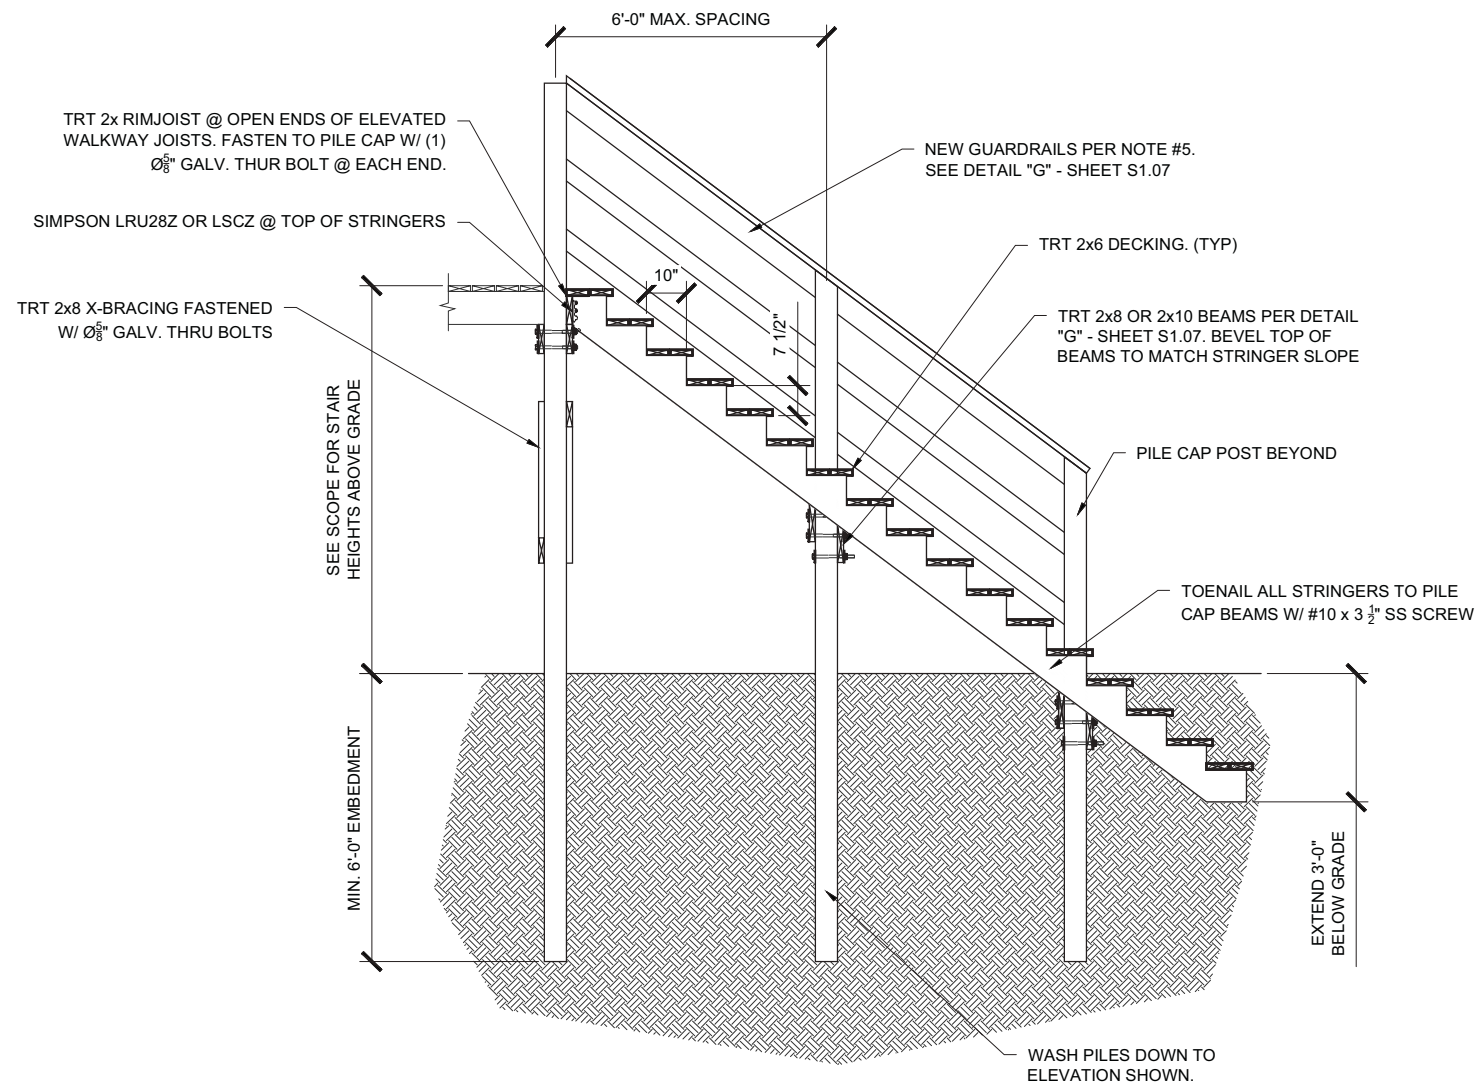 6'-0" MAX. SPACING
TRT 2x RIMJOIST @ OPEN ENDS OF ELEVATED
WALKWAY JOISTS. FASTEN TO PILE CAP W/ (1)
Ø5/8" GALV. THUR BOLT @ EACH END.
SIMPSON LRU28Z OR LSCZ @ TOP OF STRINGERS
TRT 2x8 X-BRACING FASTENED
W/ Ø5/8" GALV. THRU BOLTS
SEE SCOPE FOR STAIR
HEIGHTS ABOVE GRADE
MIN. 6'-0" EMBEDMENT
10"
7 1/2"
NEW GUARDRAILS PER NOTE #5.
SEE DETAIL "G" - SHEET S1.07
TRT 2x6 DECKING. (TYP)
TRT 2x8 OR 2x10 BEAMS PER DETAIL
"G" - SHEET S1.07. BEVEL TOP OF
BEAMS TO MATCH STRINGER SLOPE
PILE CAP POST BEYOND
TOENAIL ALL STRINGERS TO PILE
CAP BEAMS W/ #10 x 3 1/2" SS SCREW
EXTEND 3'-0"
BELOW GRADE
WASH PILES DOWN TO
ELEVATION SHOWN.